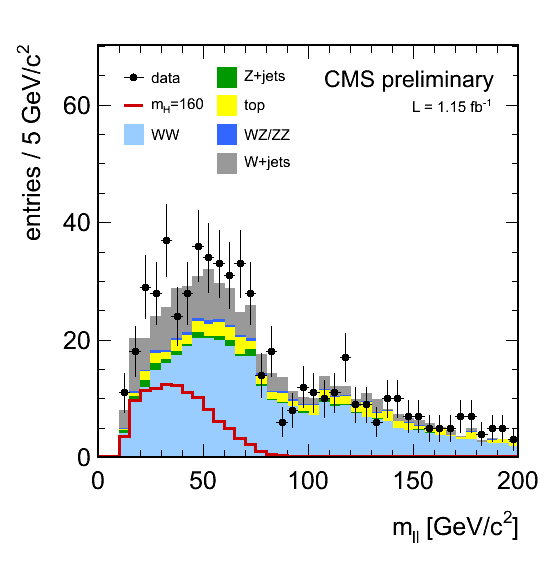 entries / 5 GeV/c²
60
40
20
0
data
m_H=160
WW
Z+jets
top
WZ/ZZ
W+jets
CMS preliminary
L = 1.15 fb⁻¹
0 50 100 150 200
m_ll [GeV/c²]